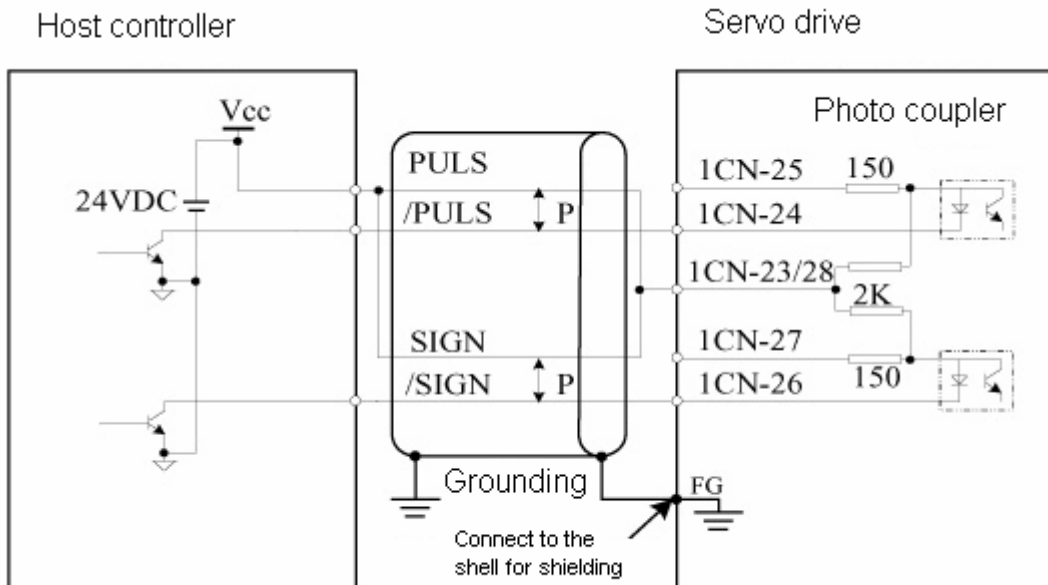 Host controller
Servo drive
Vcc
24VDC
PULS
/PULS
P
SIGN
/SIGN
P
Grounding
Connect to the
shell for shielding
FG
Photo coupler
1CN-25
150
1CN-24
1CN-23/28
2K
1CN-27
1CN-26
150